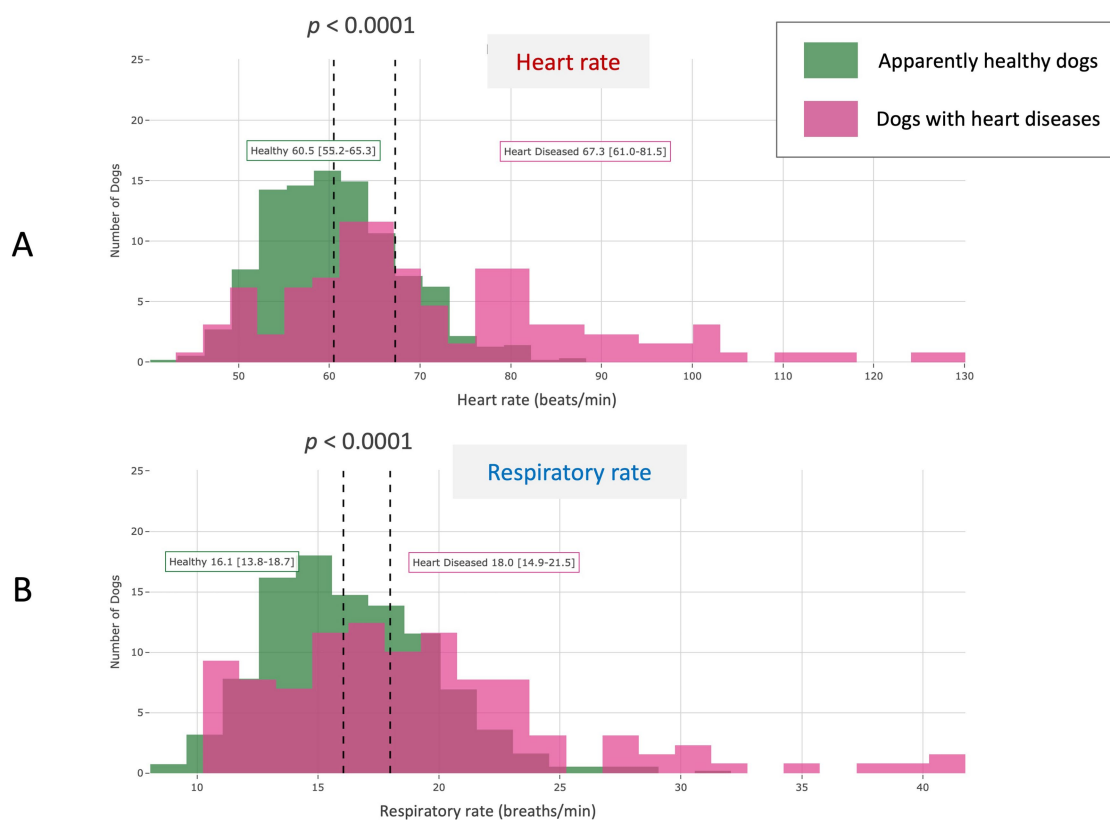 p < 0.0001
Heart rate
Apparently healthy dogs
Dogs with heart diseases
A
Number of Dogs
25
20
15
10
5
0
Healthy 60.5 [55.2-65.3]
Heart Diseased 67.3 [61.0-81.5]
50 60 70 80 90 100 110 120 130
Heart rate (beats/min)
p < 0.0001
Respiratory rate
B
Number of Dogs
25
20
15
10
5
0
Healthy 16.1 [13.8-18.7]
Heart Diseased 18.0 [14.9-21.5]
10 15 20 25 30 35 40
Respiratory rate (breaths/min)